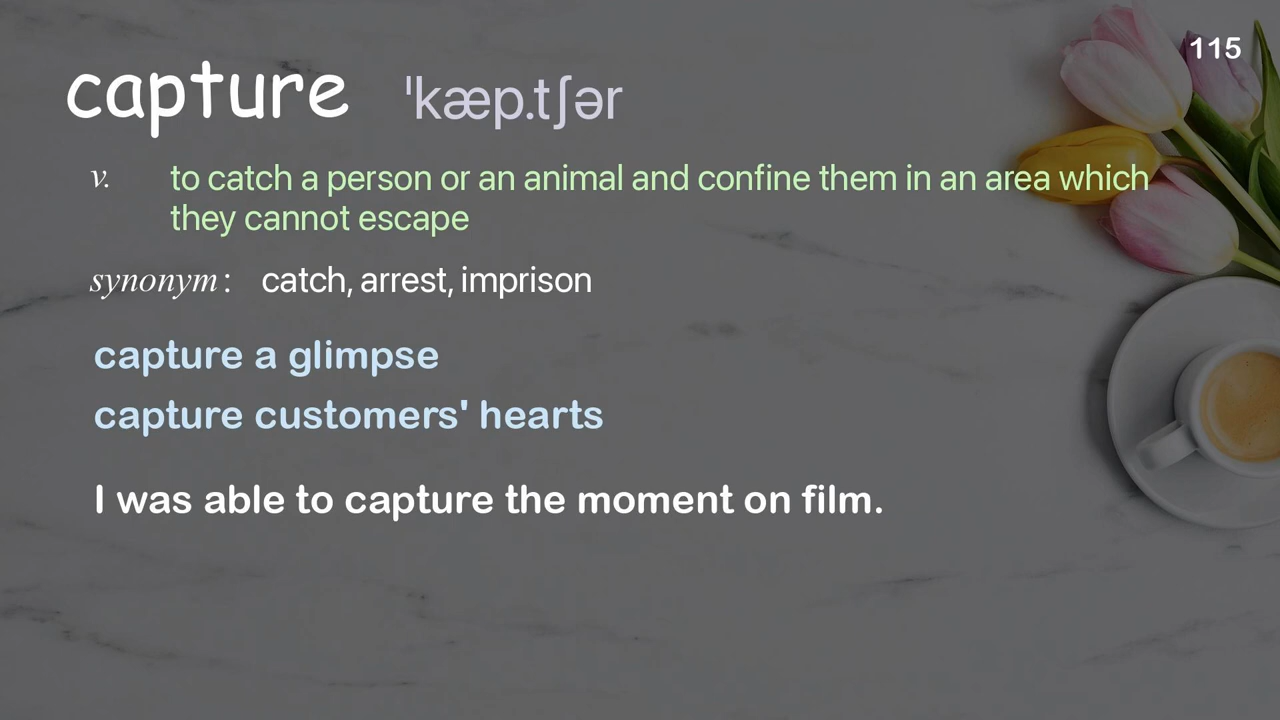 115
capture ˈkæp.tʃər
v. to catch a person or an animal and confine them in an area which
they cannot escape
synonym: catch, arrest, imprison
capture a glimpse
capture customers' hearts
I was able to capture the moment on film.